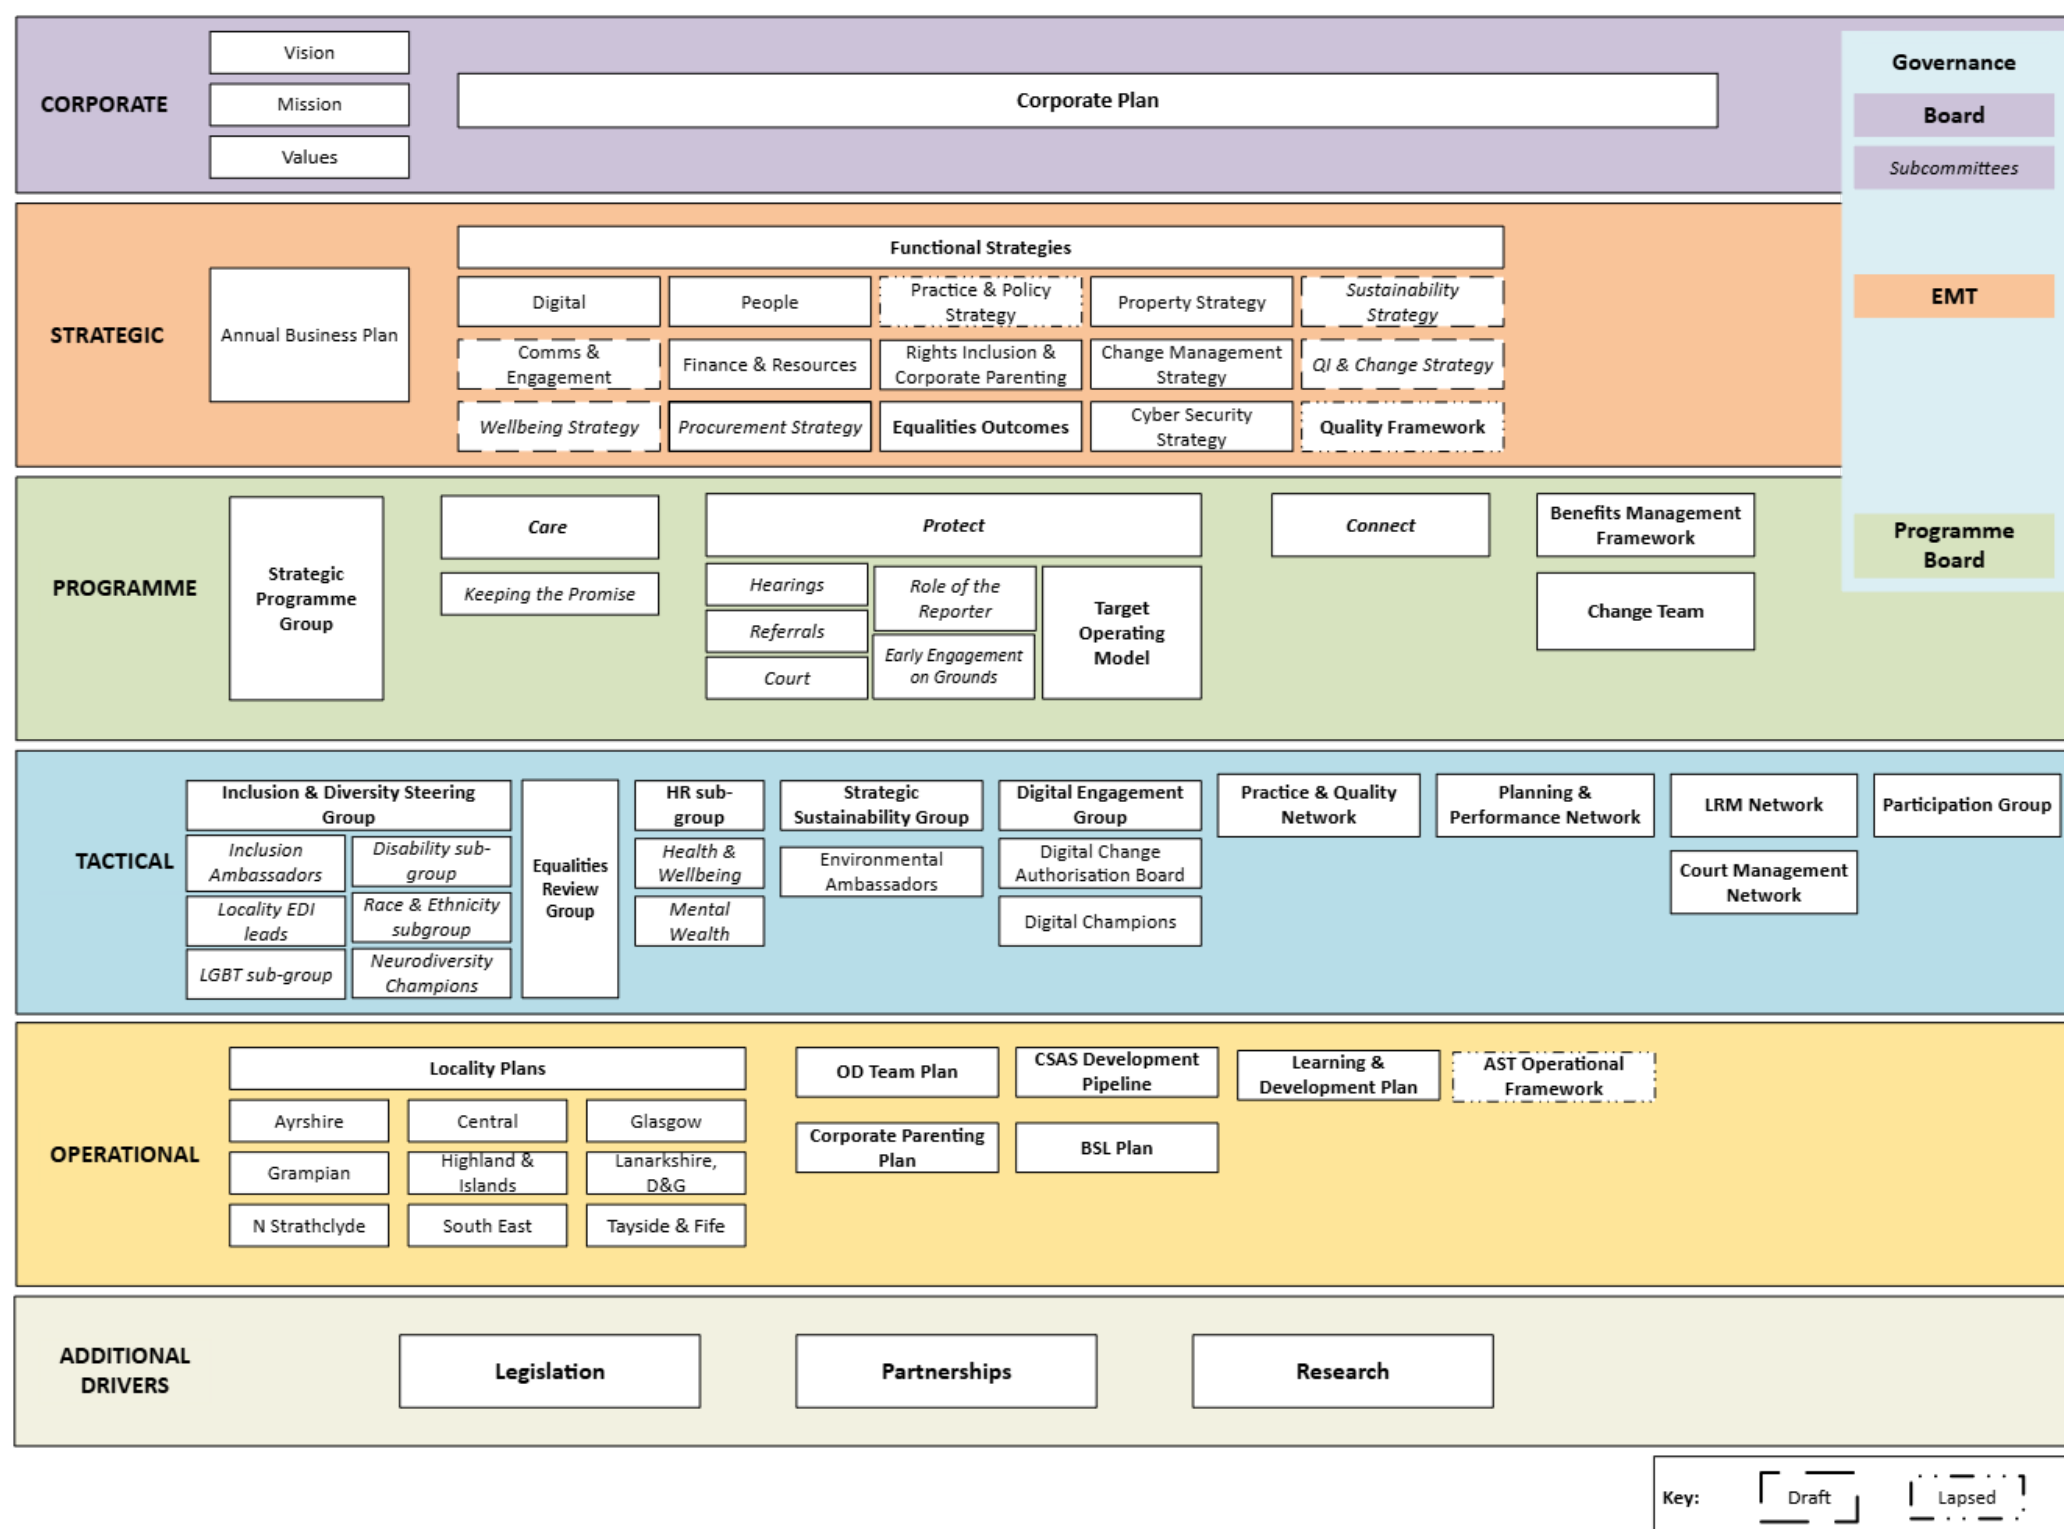 CORPORATE
Vision
Mission
Values
Corporate Plan
Governance
Board
Subcommittees
EMT
Programme
Board
STRATEGIC
Annual Business Plan
Functional Strategies
Digital
People
Practice & Policy
Strategy
Property Strategy
Sustainability
Strategy
Comms &
Engagement
Finance & Resources
Rights Inclusion &
Corporate Parenting
Change Management
Strategy
QI & Change Strategy
Wellbeing Strategy
Procurement Strategy
Equalities Outcomes
Cyber Security
Strategy
Quality Framework
PROGRAMME
Strategic
Programme
Group
Care
Keeping the Promise
Protect
Hearings
Referrals
Court
Role of the
Reporter
Early Engagement
on Grounds
Target
Operating
Model
Connect
Benefits Management
Framework
Change Team
TACTICAL
Inclusion & Diversity Steering
Group
Inclusion
Ambassadors
Disability sub-
group
Locality EDI
leads
Race & Ethnicity
subgroup
LGBT sub-group
Neurodiversity
Champions
Equalities
Review
Group
HR sub-
group
Health &
Wellbeing
Mental
Wealth
Strategic
Sustainability Group
Environmental
Ambassadors
Digital Engagement
Group
Digital Change
Authorisation Board
Digital Champions
Practice & Quality
Network
Planning &
Performance Network
LRM Network
Court Management
Network
Participation Group
OPERATIONAL
Locality Plans
Ayrshire
Central
Glasgow
Grampian
Highland &
Islands
Lanarkshire,
D&G
N Strathclyde
South East
Tayside & Fife
OD Team Plan
CSAS Development
Pipeline
Learning &
Development Plan
AST Operational
Framework
Corporate Parenting
Plan
BSL Plan
ADDITIONAL
DRIVERS
Legislation
Partnerships
Research
Key:
Draft
Lapsed